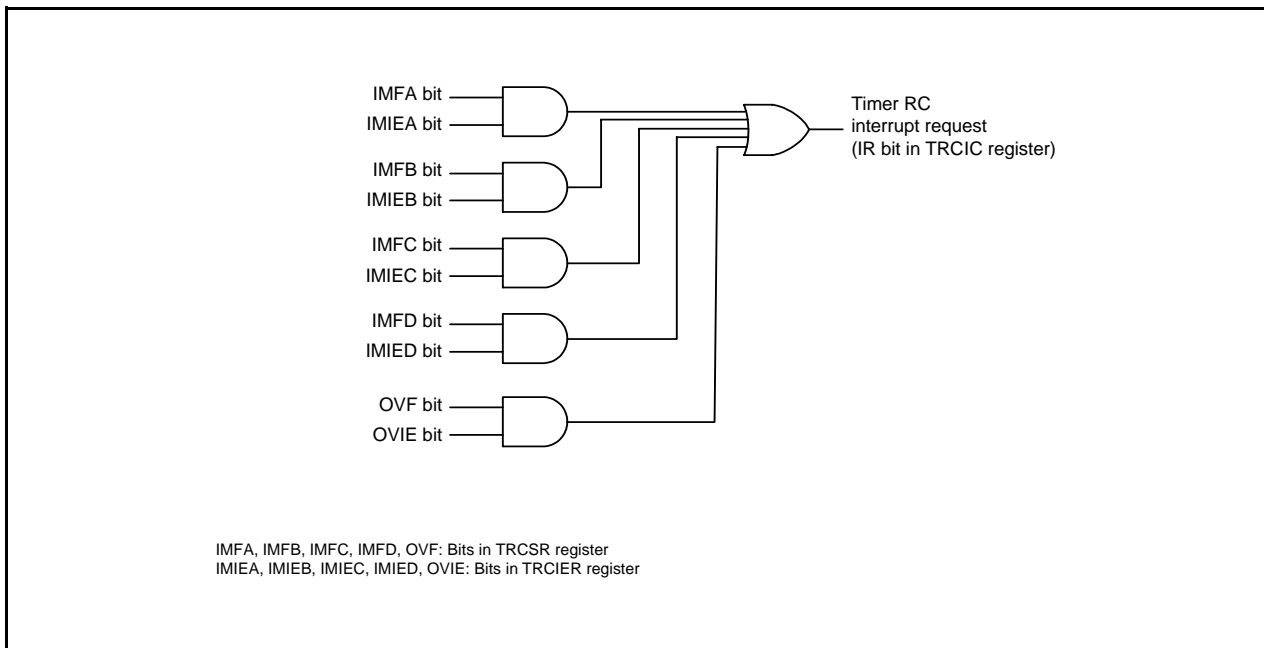 IMFA bit
IMIEA bit
IMFB bit
IMIEB bit
IMFC bit
IMIEC bit
IMFD bit
IMIED bit
OVF bit
OVIE bit
Timer RC
interrupt request
(IR bit in TRCIC register)
IMFA, IMFB, IMFC, IMFD, OVF: Bits in TRCSR register
IMIEA, IMIEB, IMIEC, IMIED, OVIE: Bits in TRCIER register